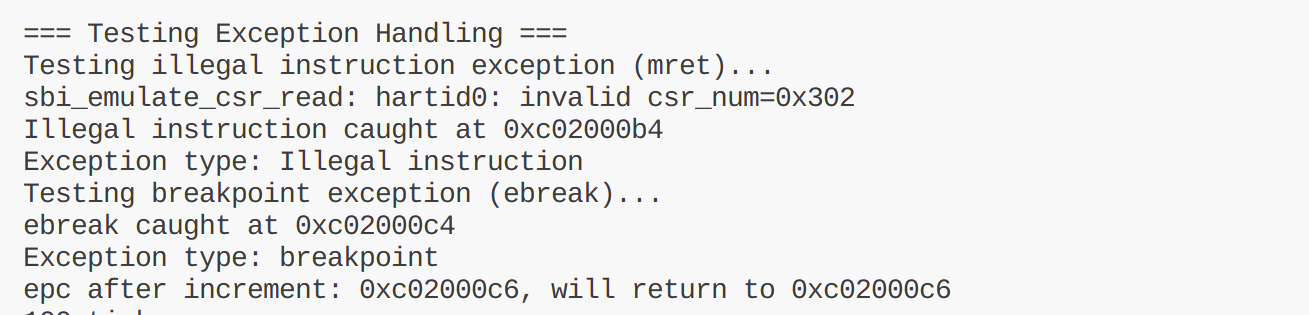 === Testing Exception Handling ===
Testing illegal instruction exception (mret)...
sbi_emulate_csr_read: hartid0: invalid csr_num=0x302
Illegal instruction caught at 0xc02000b4
Exception type: Illegal instruction
Testing breakpoint exception (ebreak)...
ebreak caught at 0xc02000c4
Exception type: breakpoint
epc after increment: 0xc02000c6, will return to 0xc02000c6